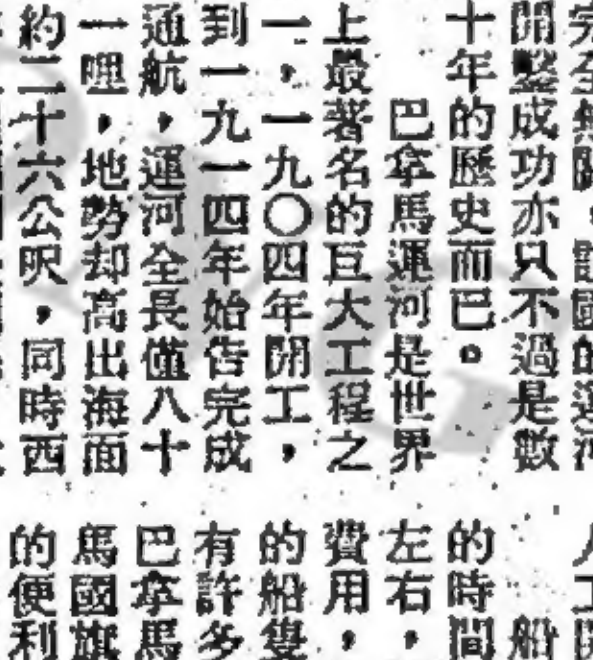 開鑿成功亦只不過是數
十年的歷史而已。
巴拿馬運河是世界
上最著名的巨大工程之
一，一九〇四年開工，
到一九一四年始告完成
通航，運河全長僅八十
一哩，地勢却高出海面
約二十六公呎，同時西
船
的時間
左右，
費用，
的船隻
有許多
巴拿馬
馬國旗
的便利